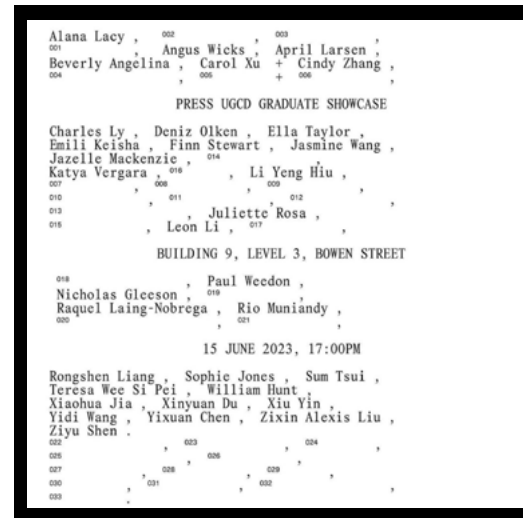 Alana Lacy , 002 , 003 ,
001 , Angus Wicks , April Larsen ,
Beverly Angelina , Carol Xu + Cindy Zhang ,
004 , 005 + 006 ,
PRESS UGCD GRADUATE SHOWCASE
Charles Ly , Deniz Olken , Ella Taylor ,
Emili Keisha , Finn Stewart , Jasmine Wang ,
Jazelle Mackenzie , 014 ,
Katya Vergara , 016 , Li Yeng Hiu ,
007 , 008 , 009 ,
010 , 011 , 012 ,
013 , Juliette Rosa ,
015 , Leon Li , 017 ,
BUILDING 9, LEVEL 3, BOWEN STREET
018 , Paul Weedon ,
Nicholas Gleeson , 019 ,
Raquel Laing-Nobrega , Rio Muniandy ,
020 , 021 ,
15 JUNE 2023, 17:00PM
Rongshen Liang , Sophie Jones , Sum Tsui ,
Teresa Wee Si Pei , William Hunt ,
Xiaohua Jia , Xinyuan Du , Xiu Yin ,
Yidi Wang , Yixuan Chen , Zixin Alexis Liu ,
Ziyu Shen .
022 , 023 , 024 ,
025 , 026 ,
027 , 028 , 029 ,
030 , 031 , 032 ,
033 .